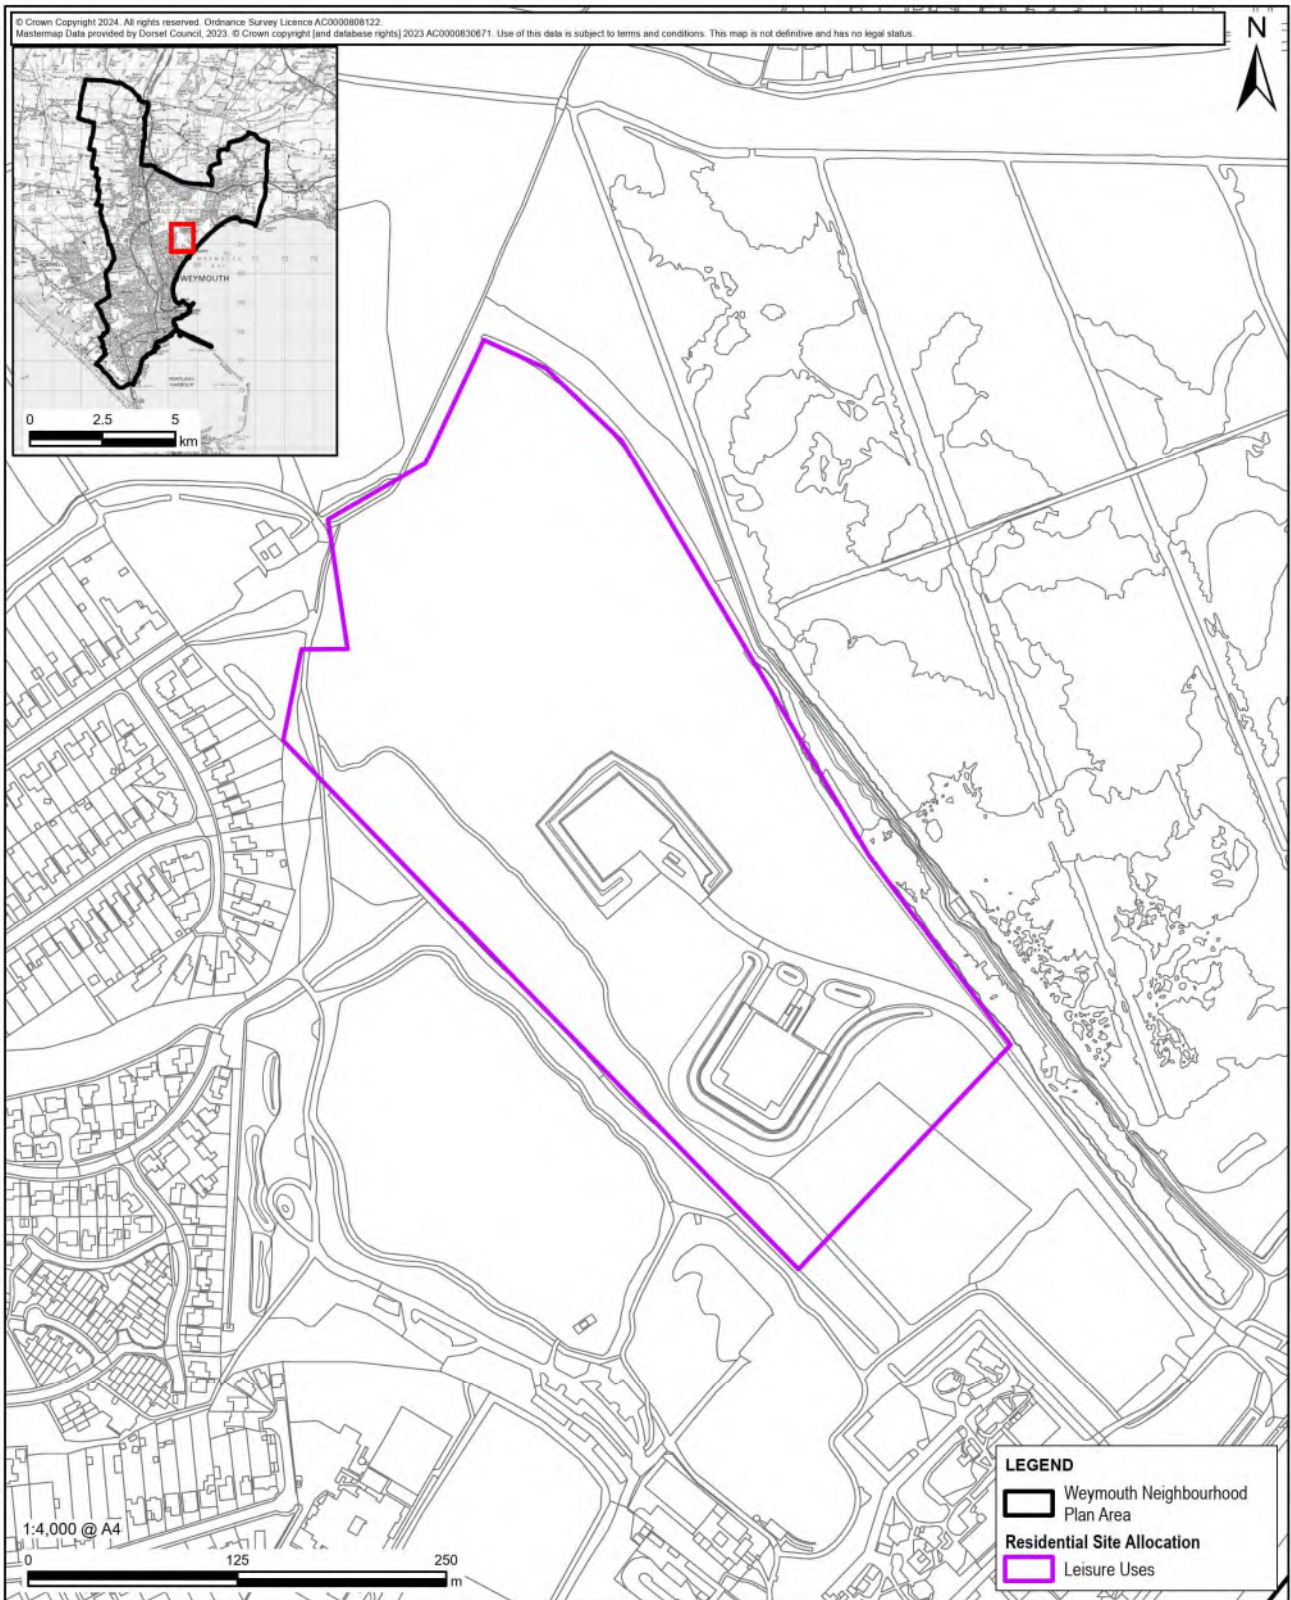 © Crown Copyright 2024. All rights reserved. Ordnance Survey Licence AC0000808122.
Mastermap Data provided by Dorset Council, 2023. © Crown copyright [and database rights] 2023 AC0000830671. Use of this data is subject to terms and conditions. This map is not definitive and has no legal status.
N
WEYMOUTH
PORTLAND
HARBOUR
0 2.5 5
km
LEGEND
Weymouth Neighbourhood
Plan Area
Residential Site Allocation
Leisure Uses
1:4,000 @ A4
0 125 250
m